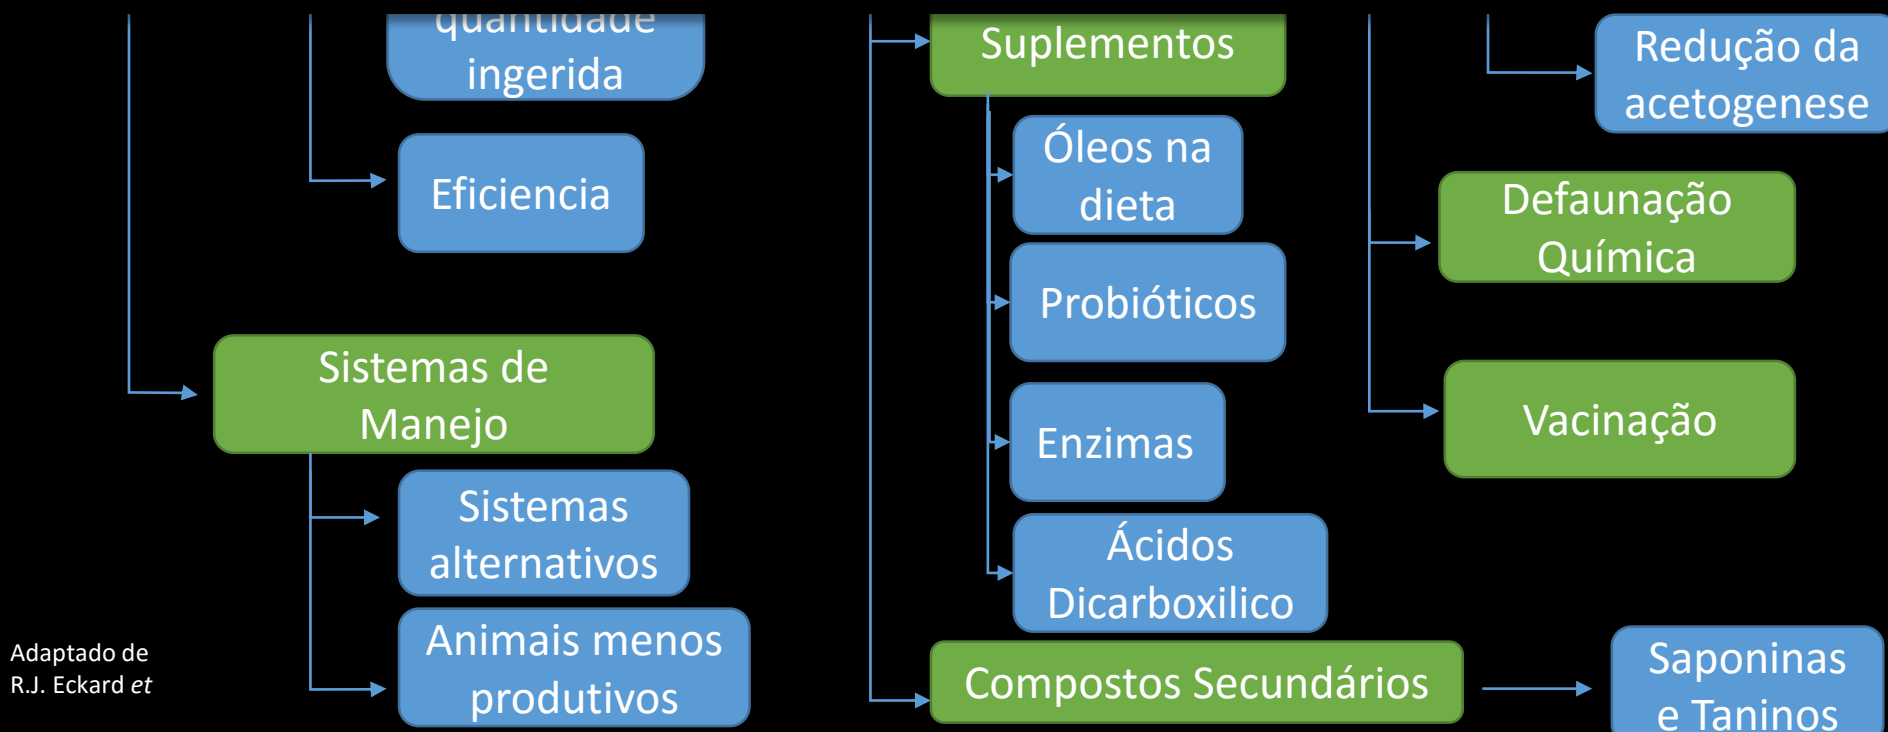 quantidade
ingerida
Eficiencia
Sistemas de
Manejo
Sistemas
alternativos
Animais menos
produtivos
Adaptado de
R.J. Eckard et
Suplementos
Óleos na
dieta
Probióticos
Enzimas
Ácidos
Dicarboxilico
Compostos Secundários
Saponinas
e Taninos
Redução da
acetogenese
Defaunação
Química
Vacinação